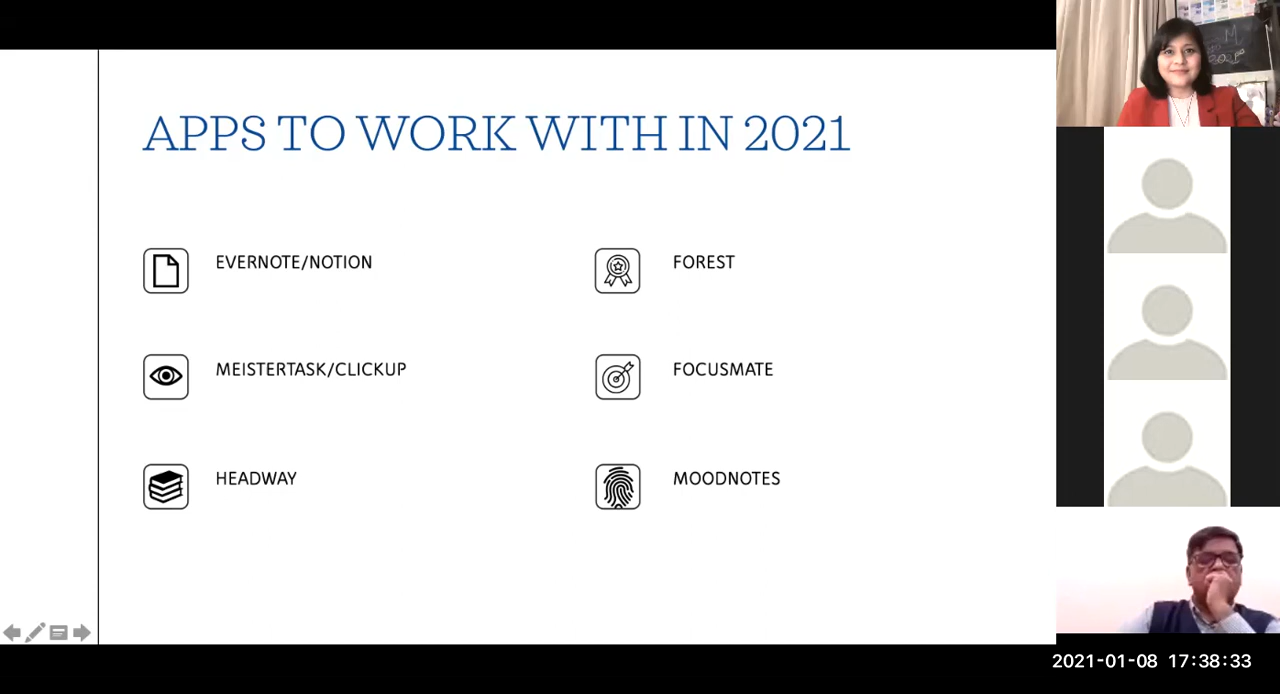 APPS TO WORK WITH IN 2021
EVERNOTE/NOTION
FOREST
MEISTERTASK/CLICKUP
FOCUSMATE
HEADWAY
MOODNOTES
2021-01-08 17:38:33